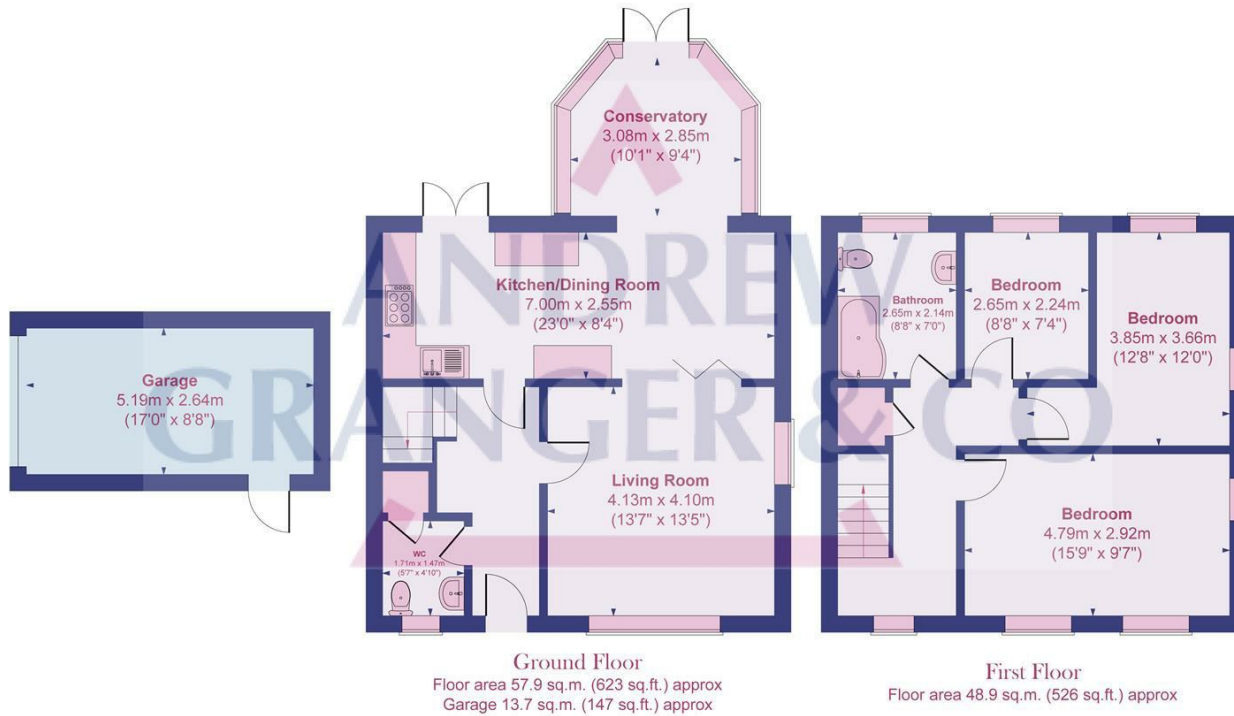 Conservatory
3.08m x 2.85m
(10'1" x 9'4")
ANDREW
GRANGER & CO
Kitchen/Dining Room
7.00m x 2.55m
(23'0" x 8'4")
Garage
5.19m x 2.64m
(17'0" x 8'8")
Living Room
4.13m x 4.10m
(13'7" x 13'5")
WC
1.71m x 1.47m
(5'7" x 4'10")
Ground Floor
Floor area 57.9 sq.m. (623 sq.ft.) approx
Garage 13.7 sq.m. (147 sq.ft.) approx
Bathroom
2.65m x 2.14m
(8'8" x 7'0")
Bedroom
2.65m x 2.24m
(8'8" x 7'4")
Bedroom
3.85m x 3.66m
(12'8" x 12'0")
Bedroom
4.79m x 2.92m
(15'9" x 9'7")
First Floor
Floor area 48.9 sq.m. (526 sq.ft.) approx